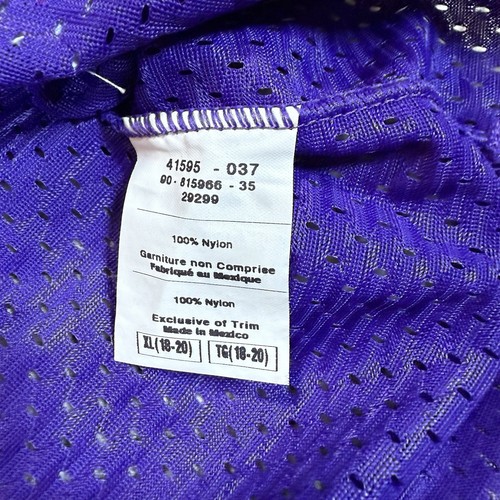 41595 - 037
90 - 815966 - 35
29299
100% Nylon
Garniture non Comprise
Fabriqué au Mexique
100% Nylon
Exclusive of Trim
Made in Mexico
XL(18-20) TG(18-20)